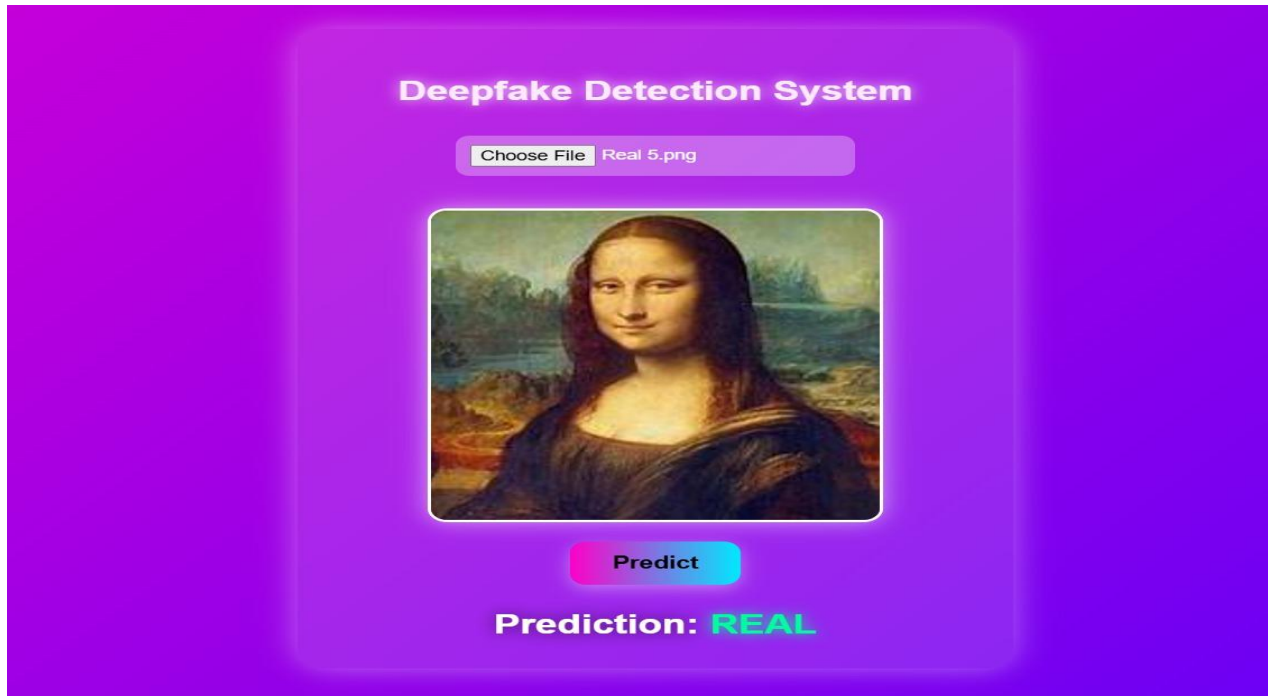 Deepfake Detection System
Choose File Real 5.png
Predict
Prediction: REAL